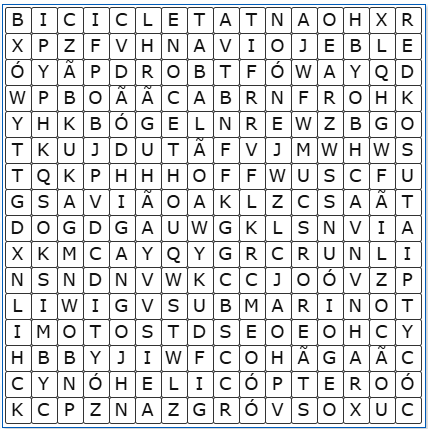 B I C I C L E T A T N A O H X R
X P Z F V H N A V I O J E B L E
Ó Y Ã P D R O B T F Ó W A Y Q D
W P B O Ã Ã C A B R N F R O H K
Y H K B Ó G E L N R E W Z B G O
T K U J D U T Ã F V J M W H W S
T Q K P H H H O F F W U S C F U
G S A V I Ã O A K L Z C S A Ã T
D O G D G A U W G K L S N V I A
X K M C A Y Q Y G R C R U N L I
N S N D N V W K C C J O Ó V Z P
L I W I G V S U B M A R I N O T
I M O T O S T D S E O E O H C Y
H B B Y J I W F C O H Ã G A Ã C
C Y N Ó H E L I C Ó P T E R O Ó
K C P Z N A Z G R Ó V S O X U C